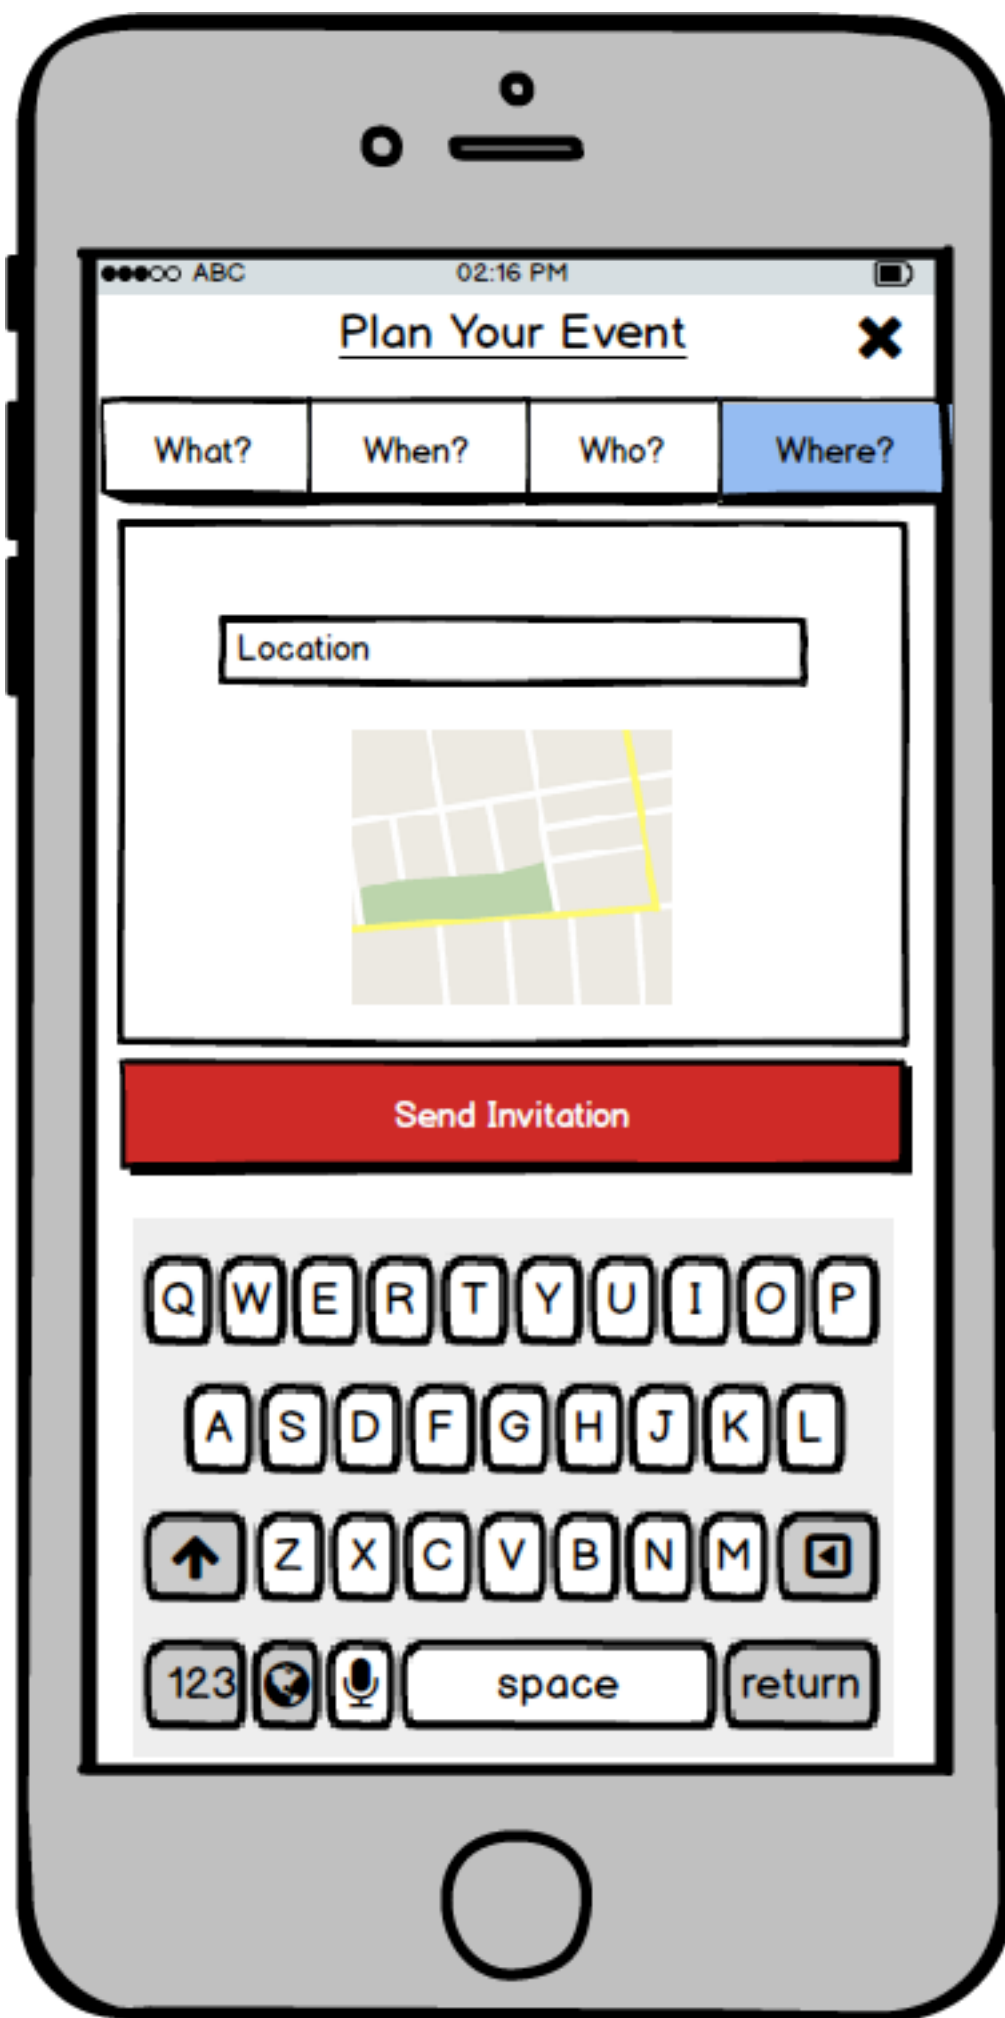 ABC 02:16 PM
Plan Your Event
What? When? Who? Where?
Location
Send Invitation
Q W E R T Y U I O P
A S D F G H J K L
Z X C V B N M
123 space return